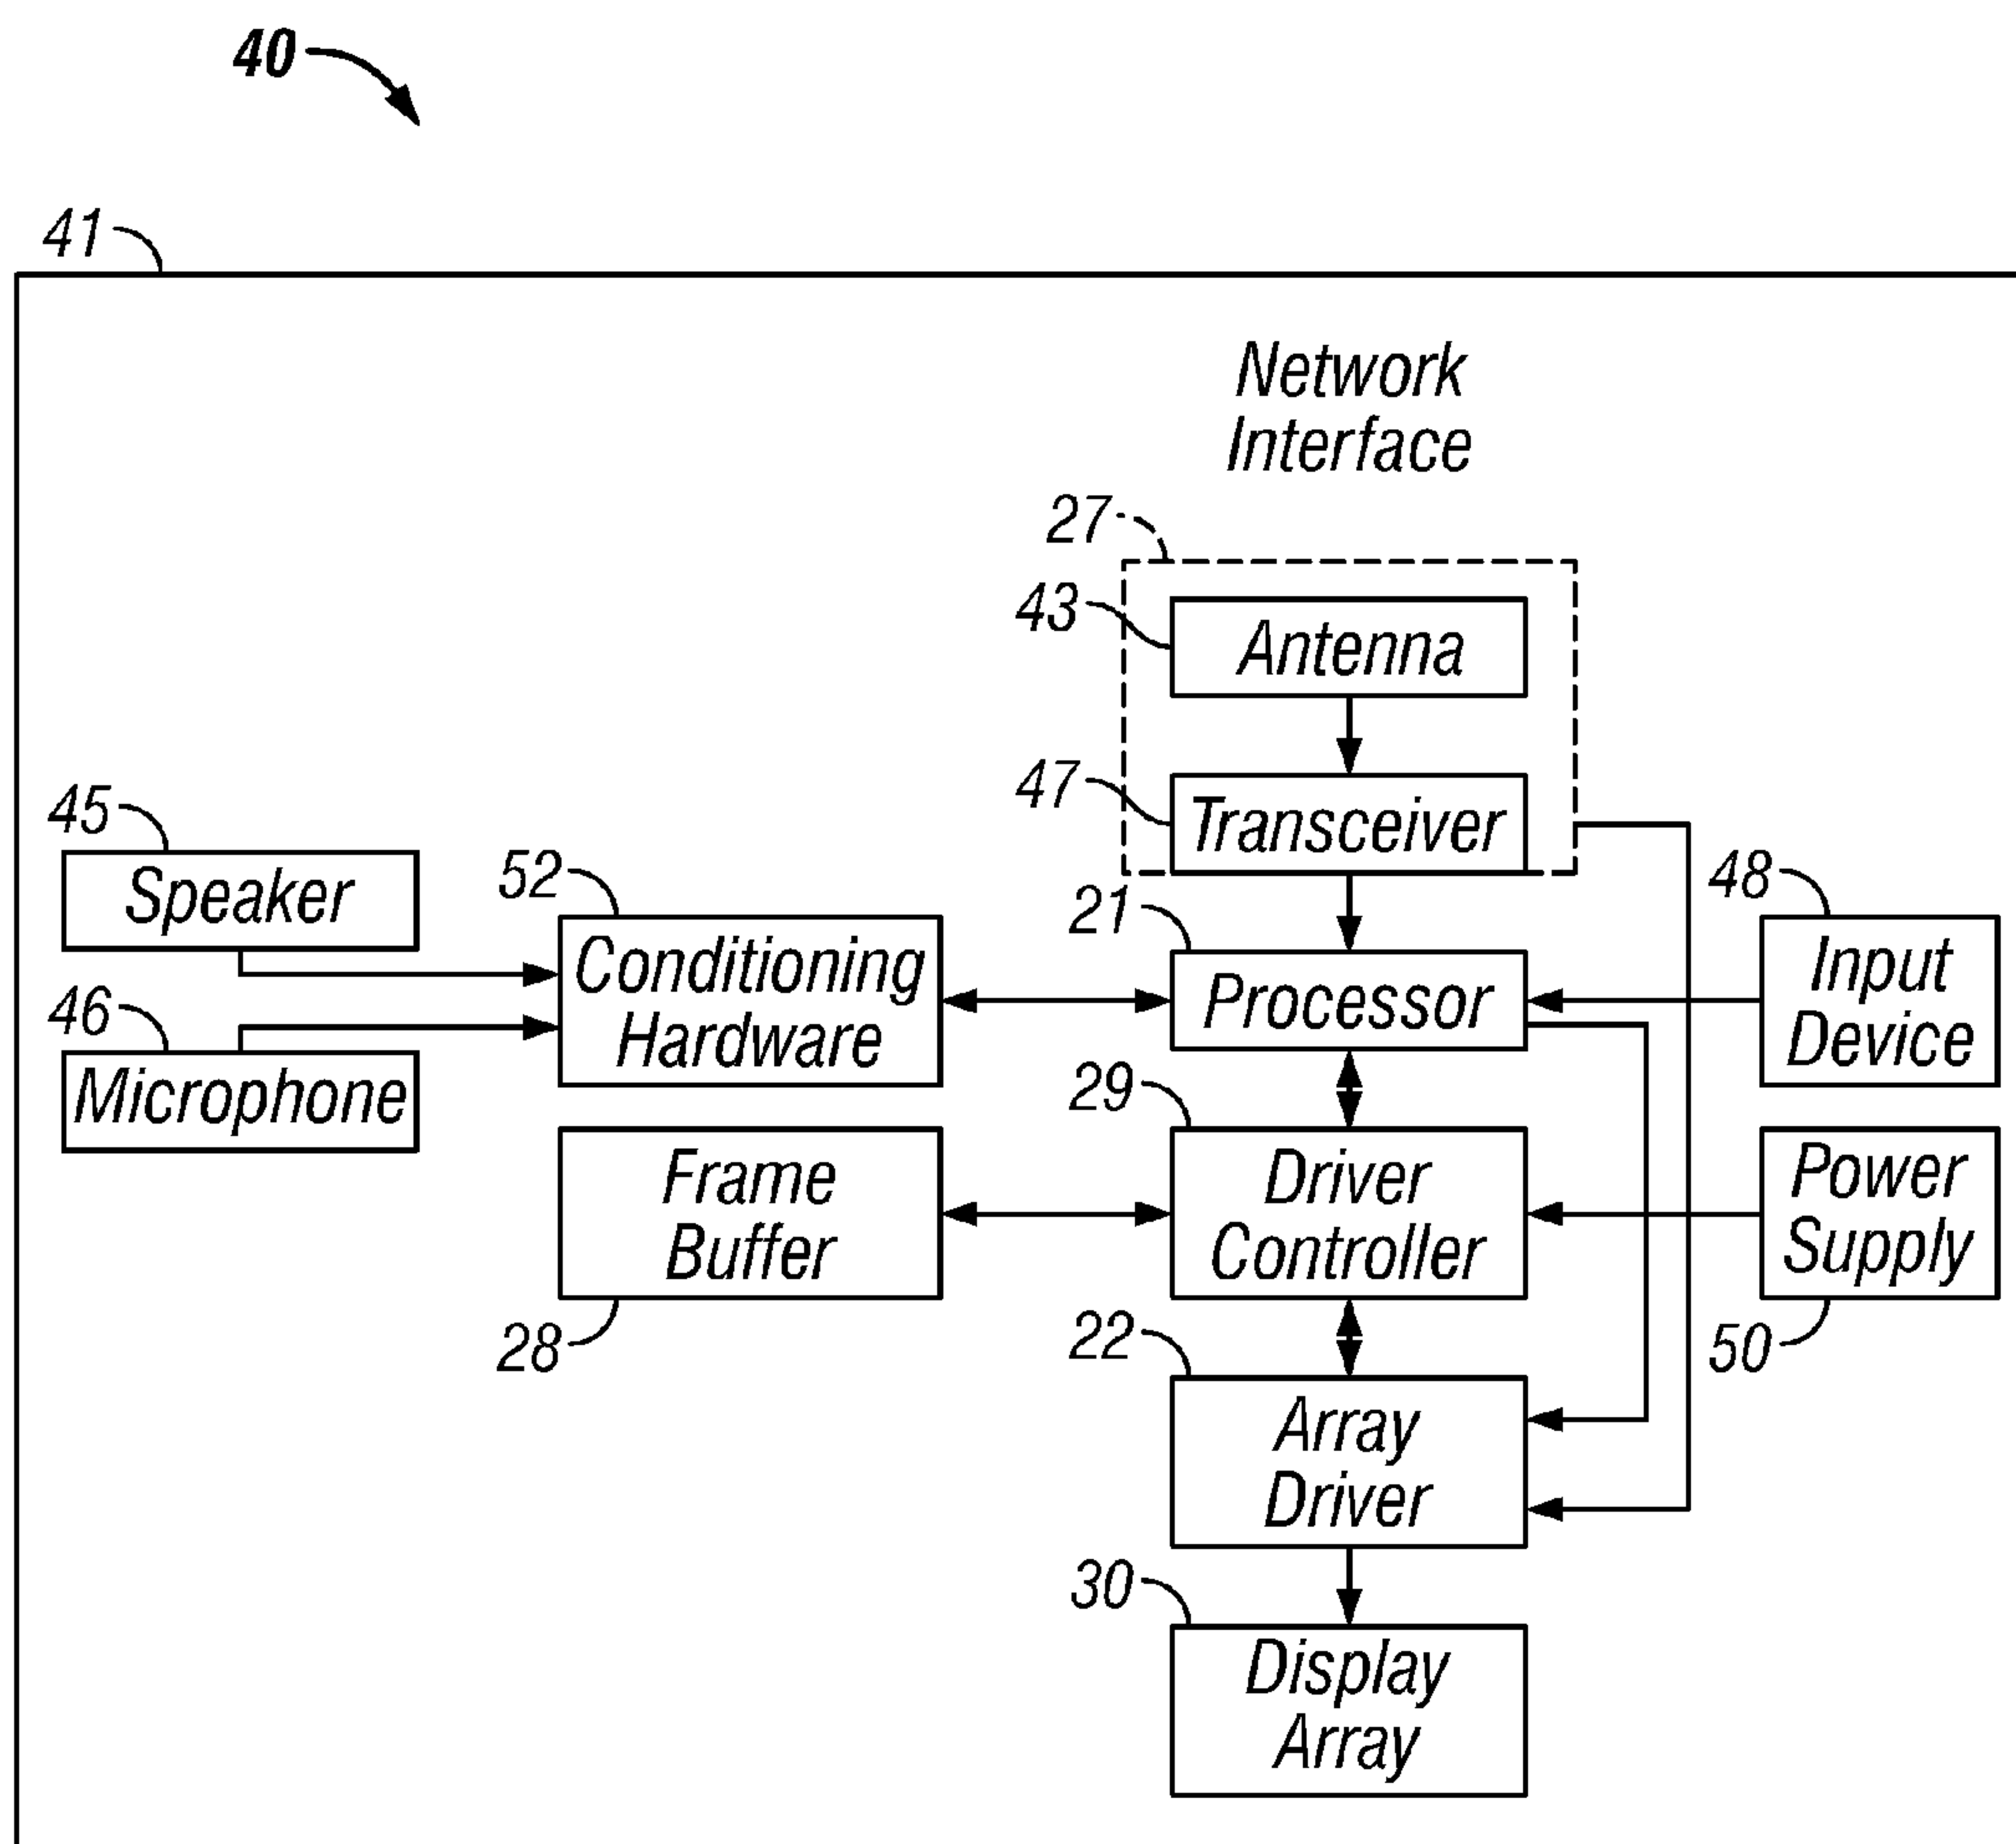 40
41
Network
Interface
27
43
Antenna
47
Transceiver
45
Speaker
52
Conditioning
Hardware
21
Processor
48
Input
Device
46
Microphone
29
Driver
Controller
Frame
Buffer
28
Power
Supply
50
22
Array
Driver
30
Display
Array